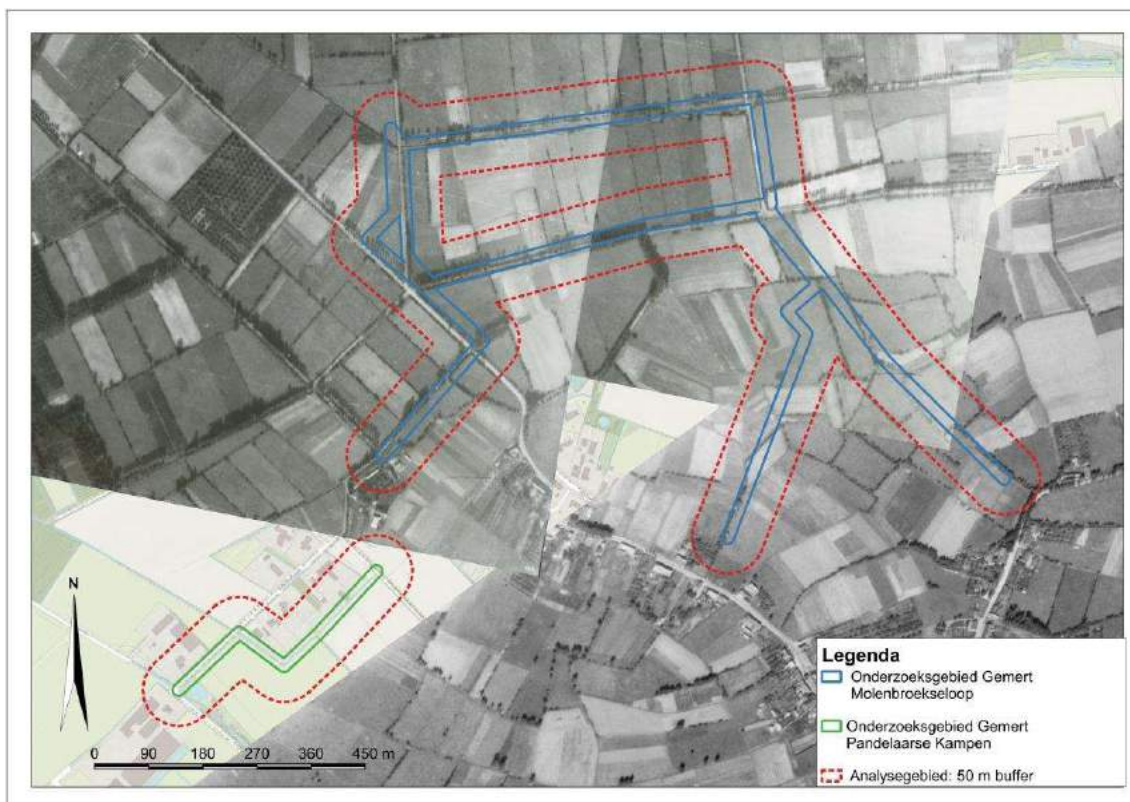 N
0 90 180 270 360 450 m
Legenda
Onderzoeksgebied Gemert
Molenbroekseloop
Onderzoeksgebied Gemert
Pandelaarse Kampen
Analysegebied: 50 m buffer